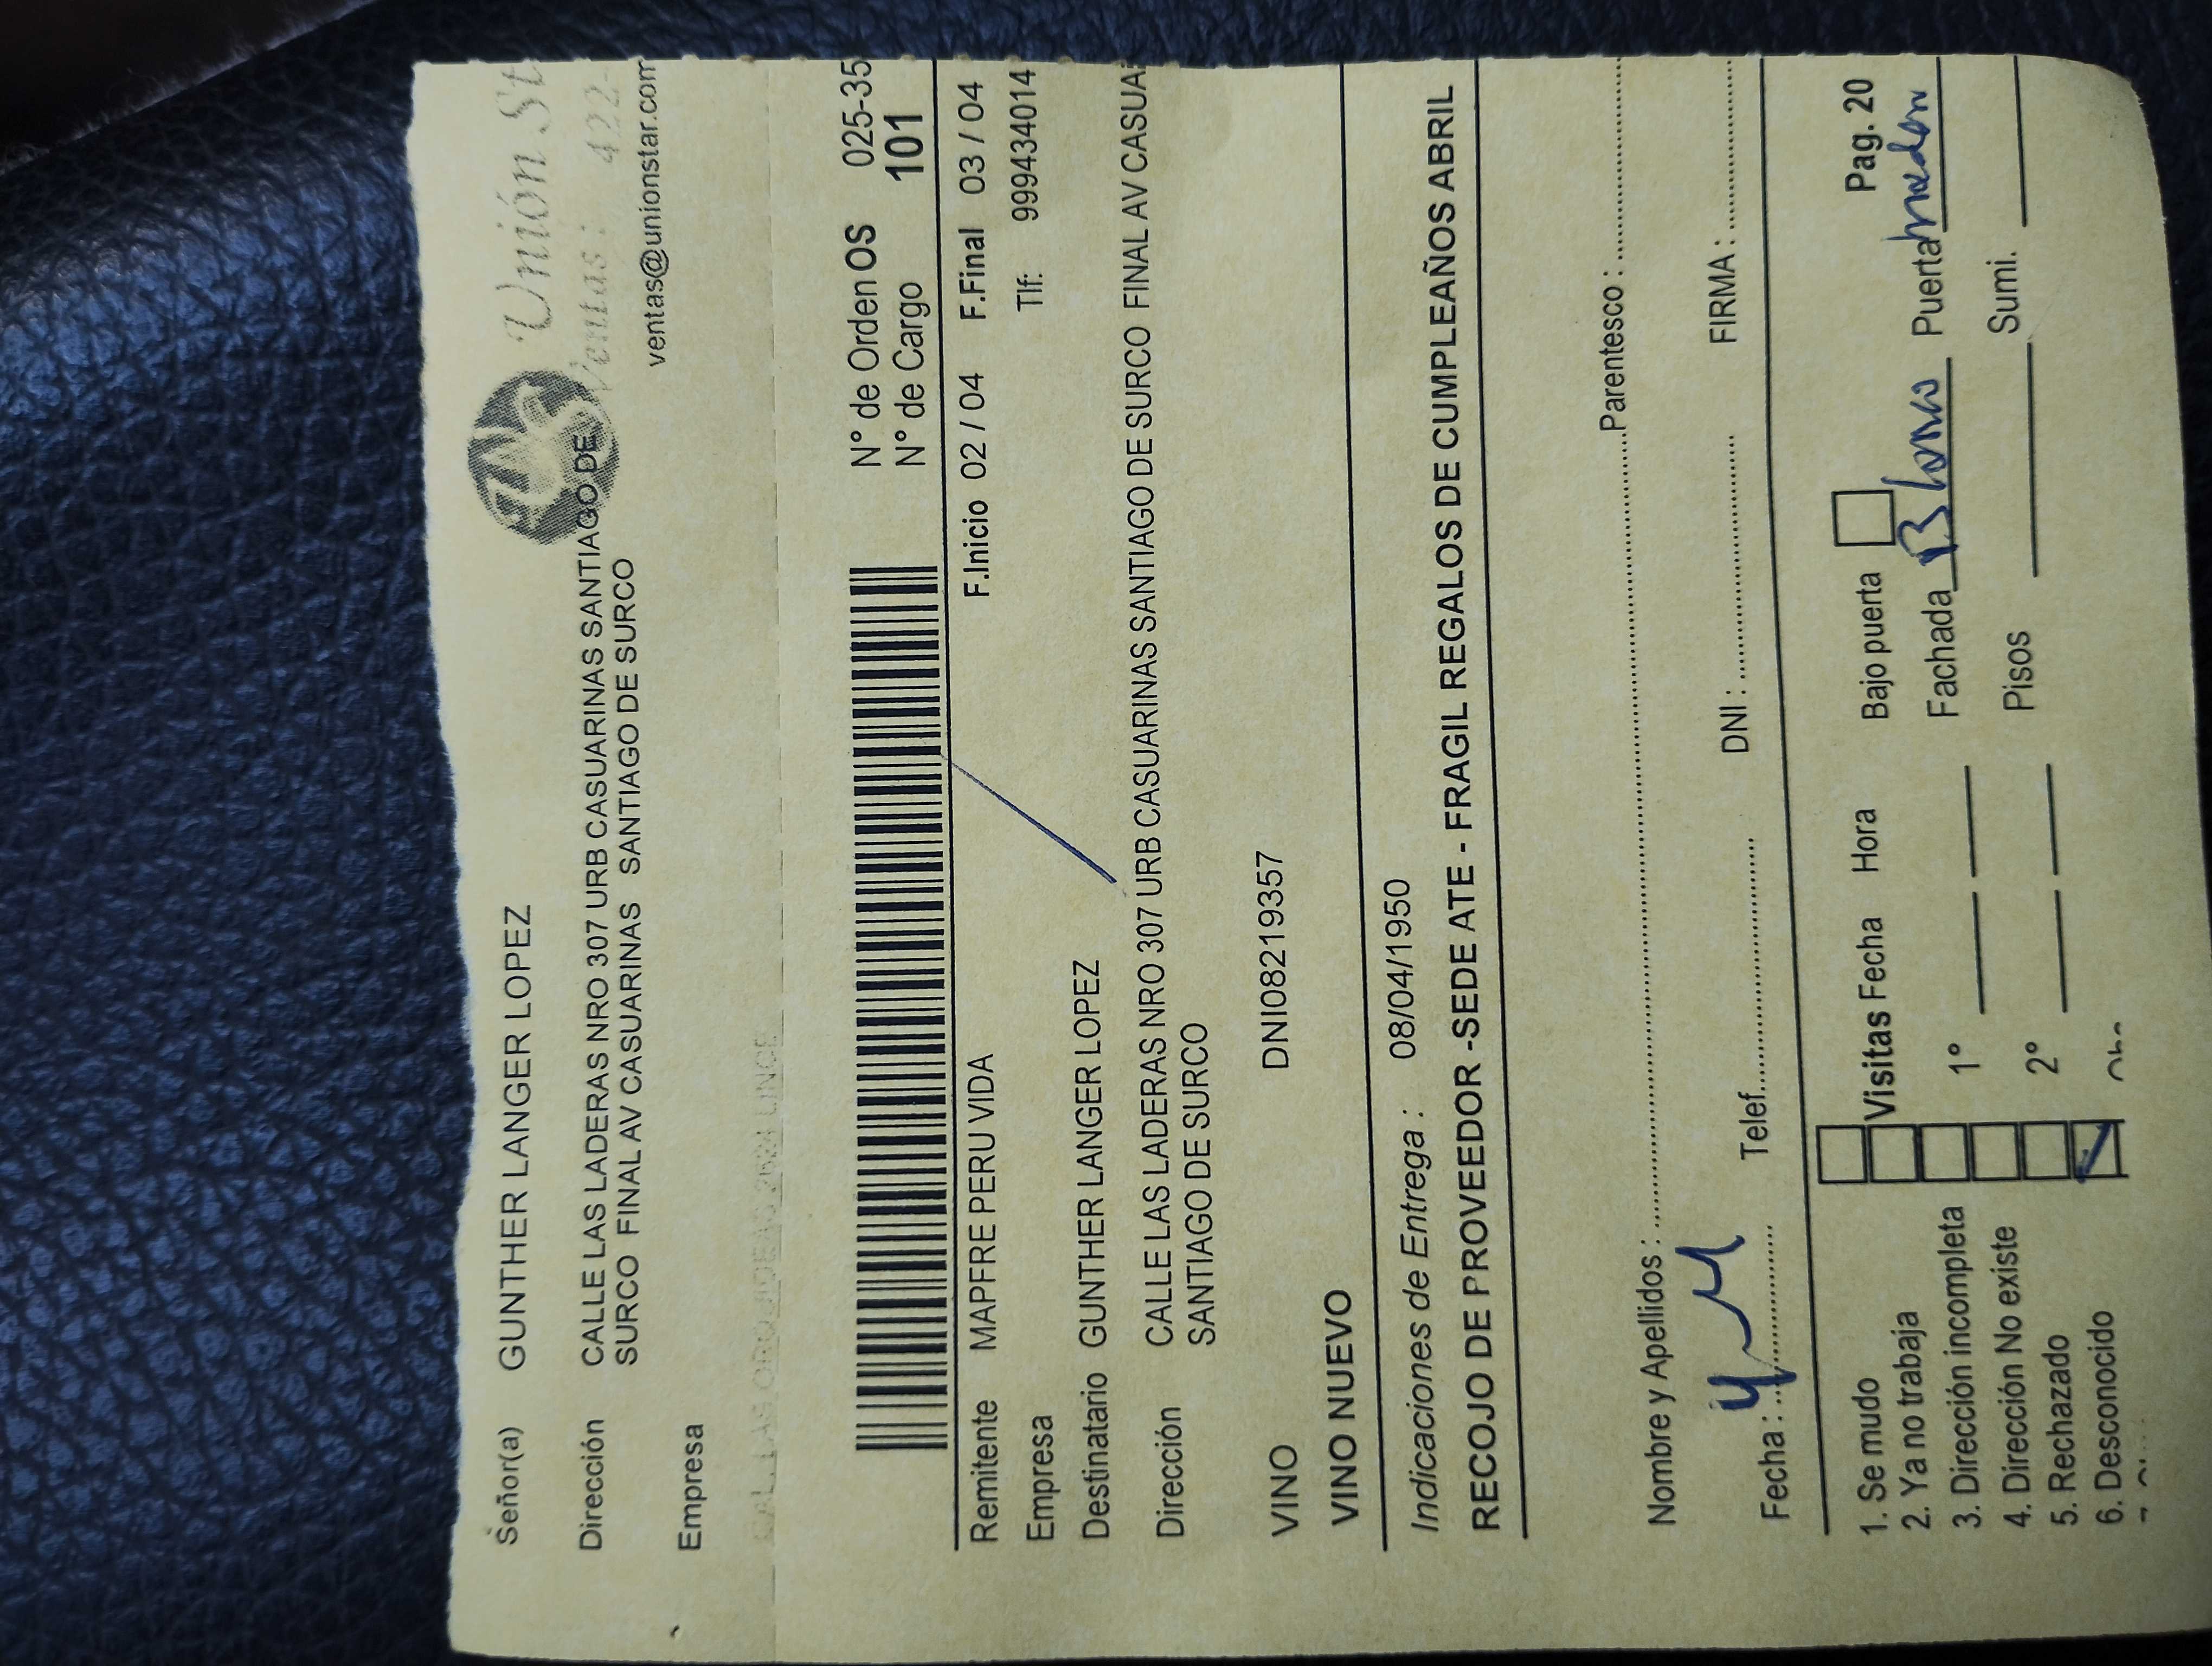 Unión St
Ventas : 422-
ventas@unionstar.com
Señor(a) GUNTHER LANGER LOPEZ
Dirección CALLE LAS LADERAS NRO 307 URB CASUARINAS SANTIAGO DE
SURCO FINAL AV CASUARINAS SANTIAGO DE SURCO
Empresa
N° de Orden OS 025-35
N° de Cargo 101
Remitente MAPFRE PERU VIDA F.Inicio 02 / 04 F.Final 03 / 04
Empresa Tlf: 999434014
Destinatario GUNTHER LANGER LOPEZ
Dirección CALLE LAS LADERAS NRO 307 URB CASUARINAS SANTIAGO DE SURCO FINAL AV CASUA
SANTIAGO DE SURCO
VINO DNI08219357
VINO NUEVO
Indicaciones de Entrega : 08/04/1950
RECOJO DE PROVEEDOR -SEDE ATE - FRAGIL REGALOS DE CUMPLEAÑOS ABRIL
Nombre y Apellidos : Parentesco :
Fecha : Telef. DNI : FIRMA :
1. Se mudo Visitas Fecha Hora Bajo puerta Pag. 20
2. Ya no trabaja
3. Dirección incompleta 1° Fachada Blanco Puerta
4. Dirección No existe
5. Rechazado 2° Pisos Sumi.
6. Desconocido